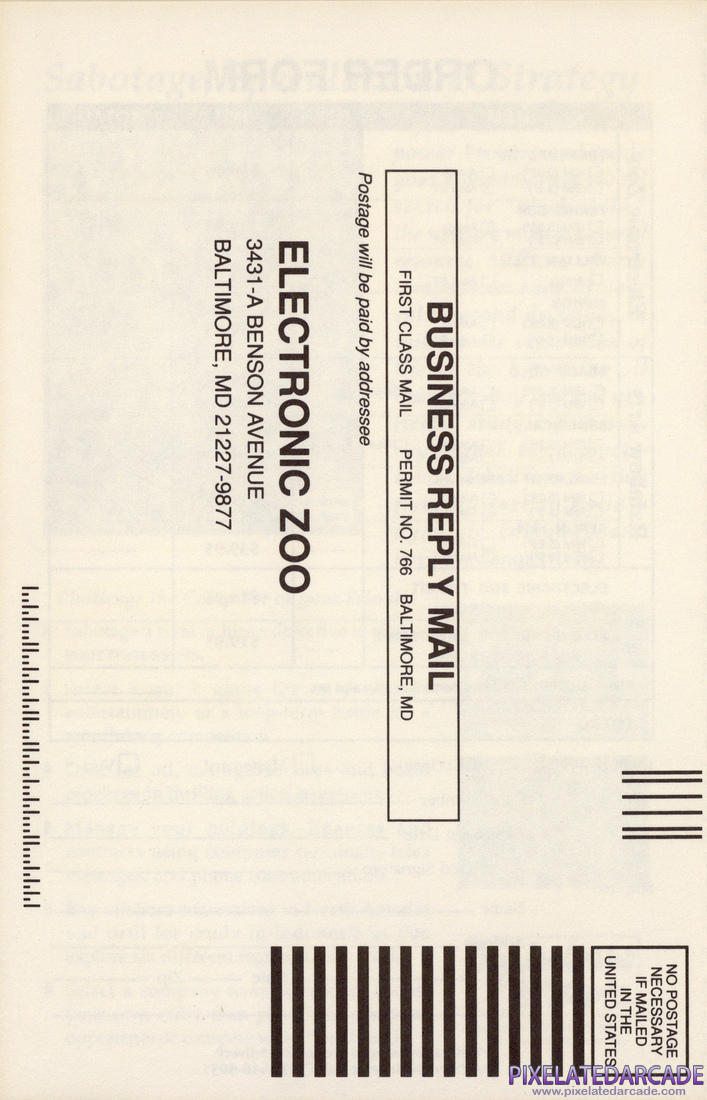 NO POSTAGE
NECESSARY
IF MAILED
IN THE
UNITED STATES
BUSINESS REPLY MAIL
FIRST CLASS MAIL PERMIT NO. 766 BALTIMORE, MD
Postage will be paid by addressee
ELECTRONIC ZOO
3431-A BENSON AVENUE
BALTIMORE, MD 21227-9877
PIXELATEDARCADE
www.pixelatedarcade.com